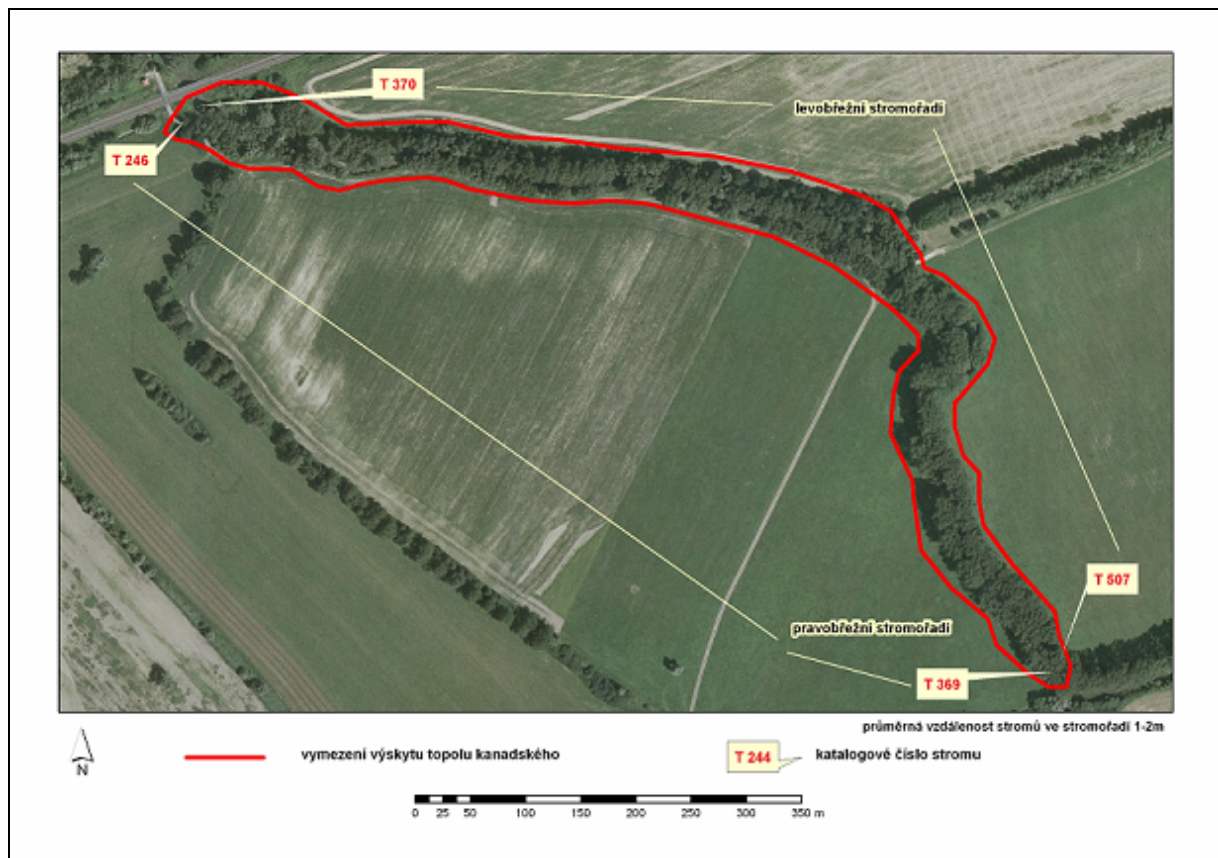 T 370
levobřežní stromořadí
T 246
T 507
pravobřežní stromořadí
T 369
průměrná vzdálenost stromů ve stromořadí 1-2m
vymezení výskytu topolu kanadského
T 244
katalogové číslo stromu
N
0 25 50 100 150 200 250 300 350 m